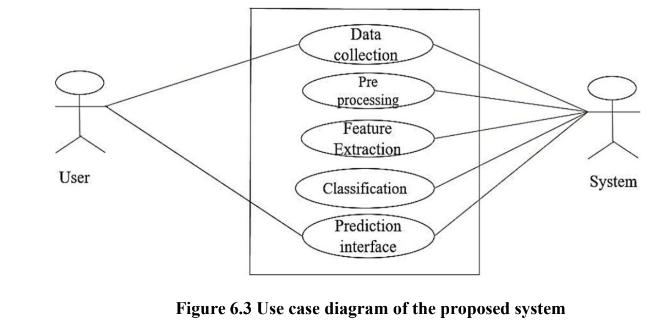 Data
collection
Pre
processing
Feature
Extraction
Classification
Prediction
interface
User
System
Figure 6.3 Use case diagram of the proposed system